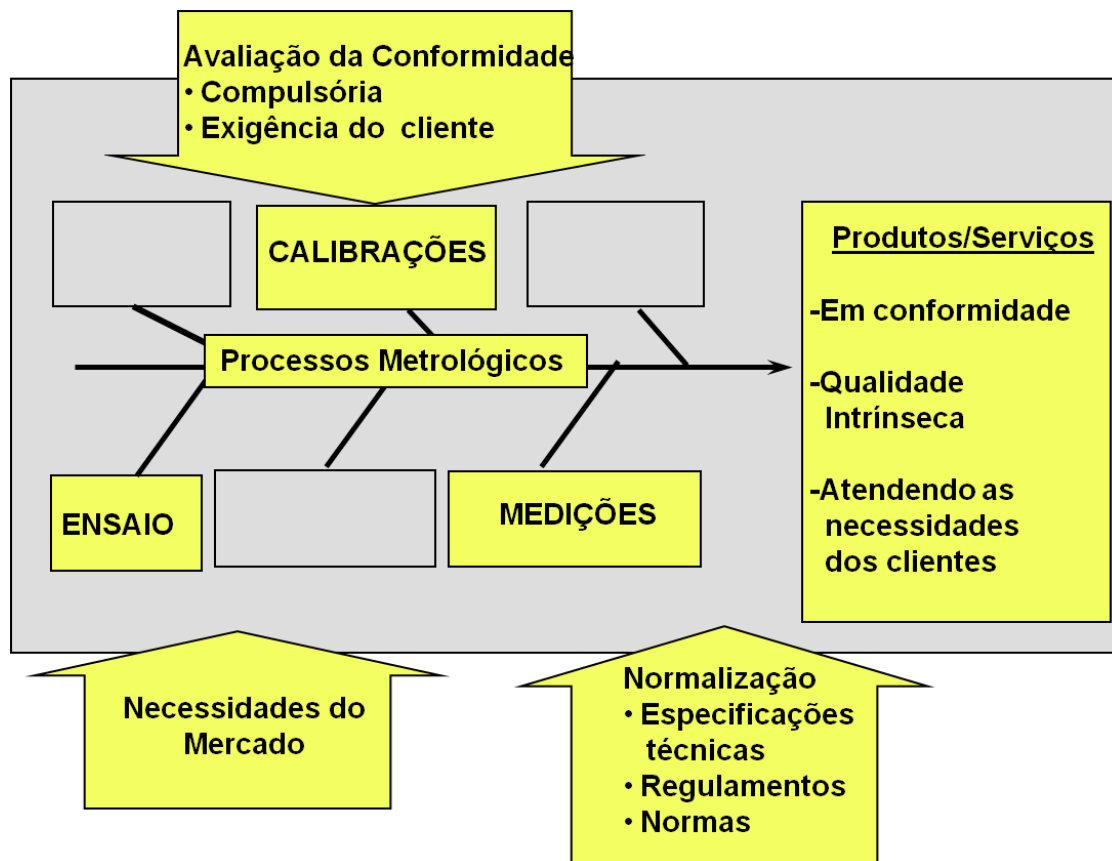 Avaliação da Conformidade
• Compulsória
• Exigência do cliente
CALIBRAÇÕES
Processos Metrológicos
ENSAIO
MEDIÇÕES
Produtos/Serviços
-Em conformidade
-Qualidade
Intrínseca
-Atendendo as
necessidades
dos clientes
Necessidades do
Mercado
Normalização
• Especificações
técnicas
• Regulamentos
• Normas